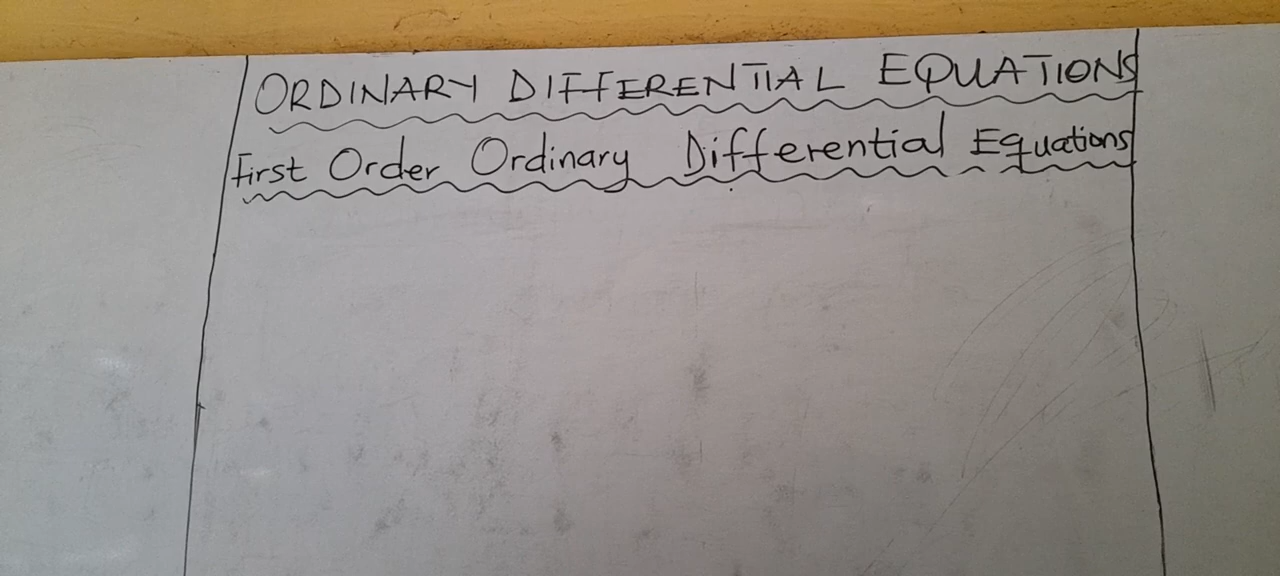 ORDINARY DIFFERENTIAL EQUATIONS
First Order Ordinary Differential Equations